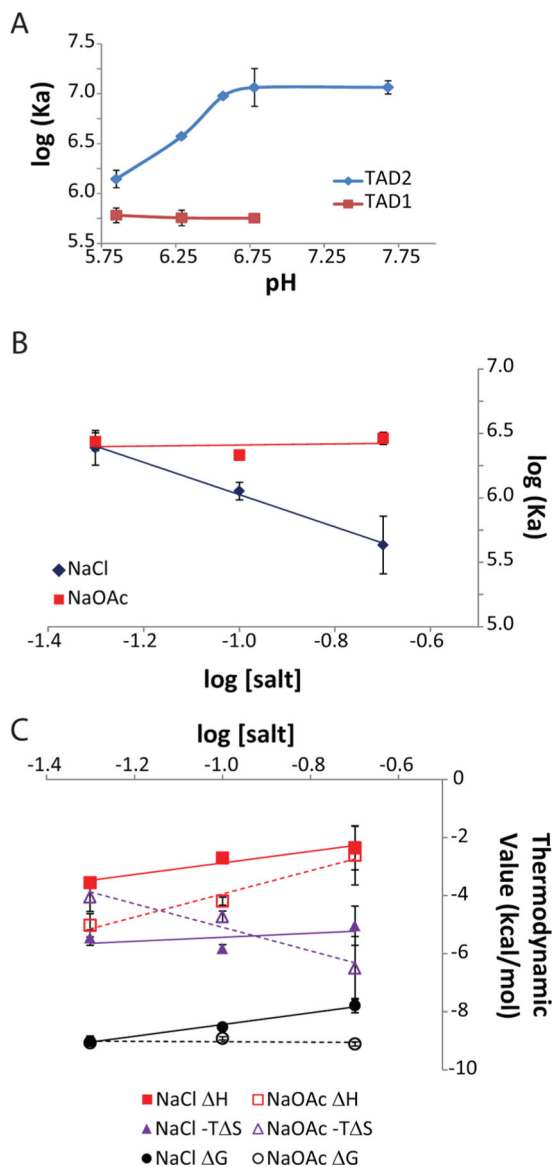 A
7.5
7.0
6.5
6.0
5.5
log (Ka)
TAD2
TAD1
5.75 6.25 6.75 7.25 7.75
pH
B
7.0
6.5
6.0
5.5
5.0
log (Ka)
NaCl
NaOAc
-1.4 -1.2 -1.0 -0.8 -0.6
log [salt]
C
log [salt]
-1.4 -1.2 -1.0 -0.8 -0.6
0
-2
-4
-6
-8
-10
Thermodynamic
Value (kcal/mol)
NaCl ΔH NaOAc ΔH
NaCl -TΔS NaOAc -TΔS
NaCl ΔG NaOAc ΔG